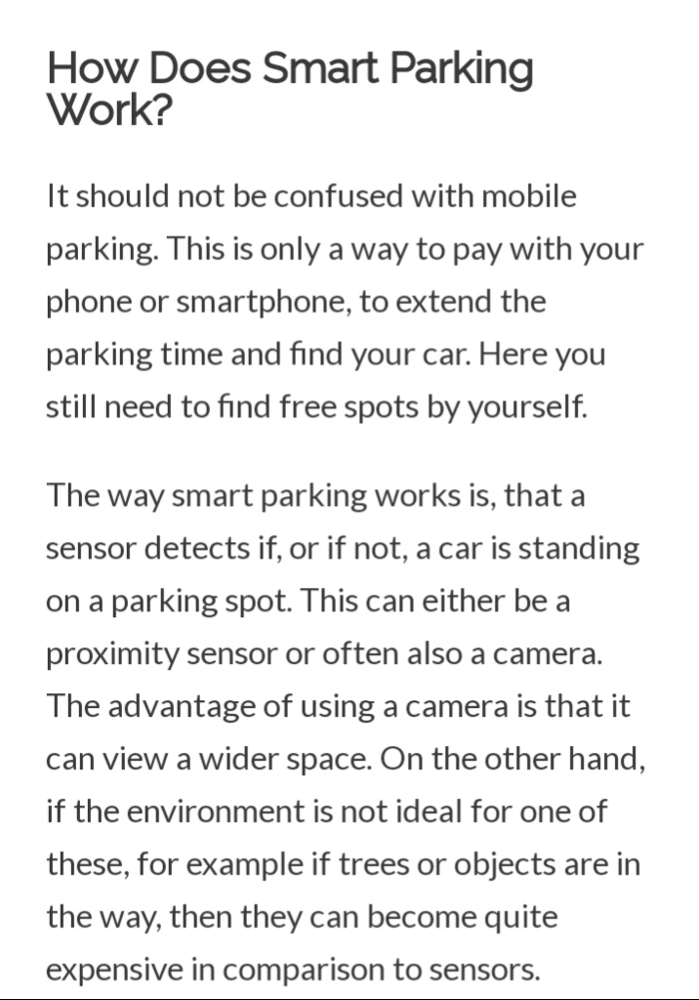 How Does Smart Parking
Work?
It should not be confused with mobile
parking. This is only a way to pay with your
phone or smartphone, to extend the
parking time and find your car. Here you
still need to find free spots by yourself.
The way smart parking works is, that a
sensor detects if, or if not, a car is standing
on a parking spot. This can either be a
proximity sensor or often also a camera.
The advantage of using a camera is that it
can view a wider space. On the other hand,
if the environment is not ideal for one of
these, for example if trees or objects are in
the way, then they can become quite
expensive in comparison to sensors.